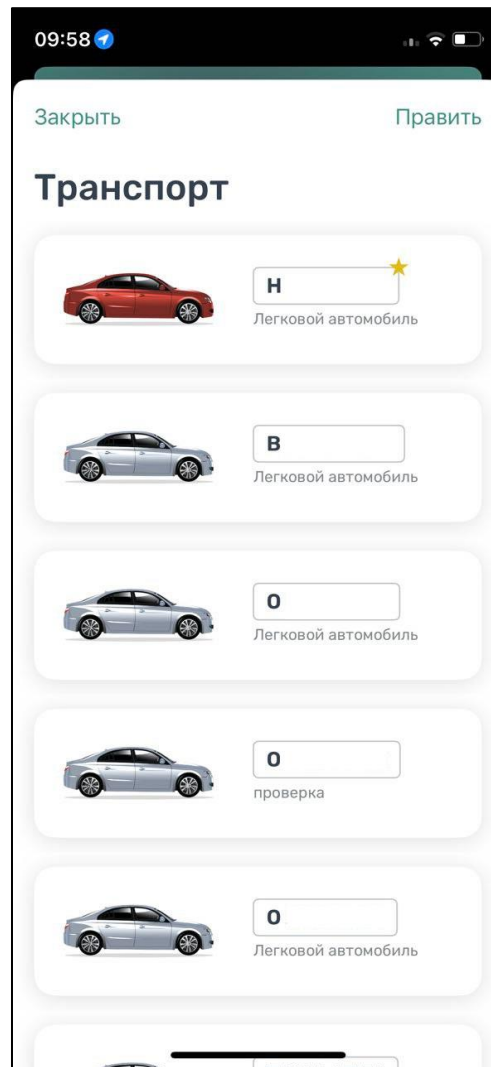 09:58
Закрыть
Править
Транспорт
Н
Легковой автомобиль
В
Легковой автомобиль
О
Легковой автомобиль
О
проверка
О
Легковой автомобиль